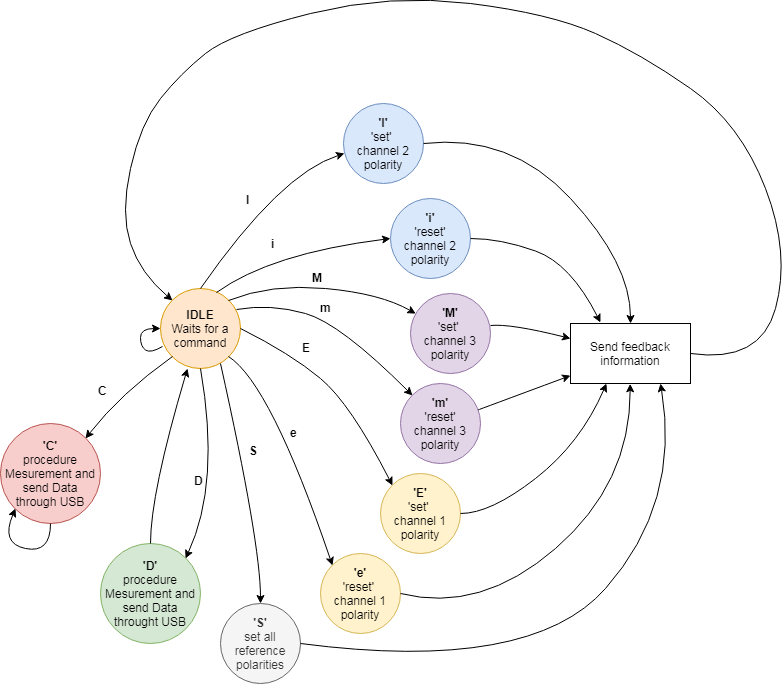 'I'
'set'
channel 2
polarity
I
'i'
'reset'
channel 2
polarity
i
IDLE
Waits for a
command
M
'M'
'set'
channel 3
polarity
m
Send feedback
information
E
'm'
'reset'
channel 3
polarity
C
e
S
'C'
procedure
Mesurement and
send Data
through USB
D
'E'
'set'
channel 1
polarity
'D'
procedure
Mesurement and
send Data
throught USB
'e'
'reset'
channel 1
polarity
'S'
set all
reference
polarities